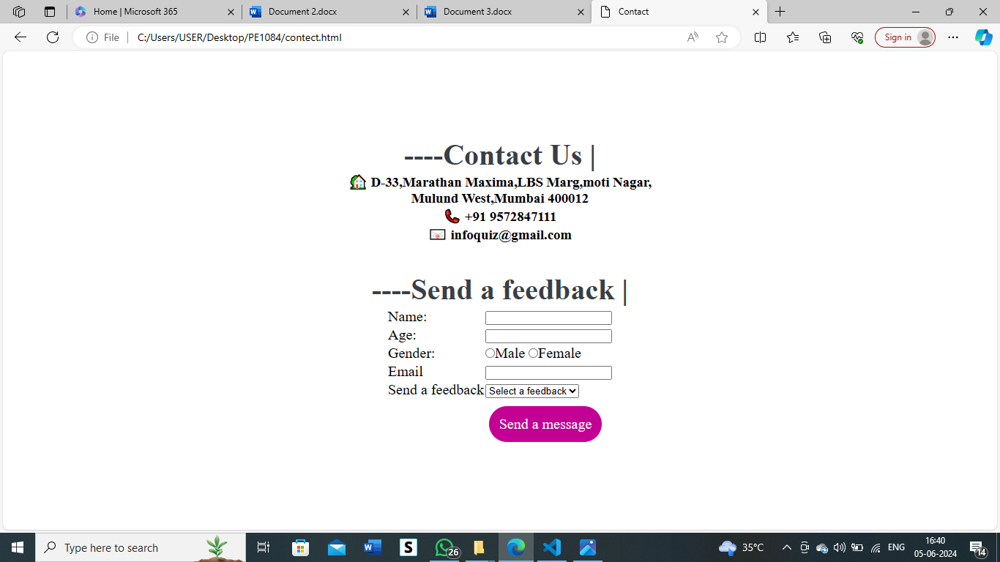 Home | Microsoft 365
Document 2.docx
Document 3.docx
Contact
File
C:/Users/USER/Desktop/PE1084/contect.html
Sign in
----Contact Us |
D-33,Marathan Maxima,LBS Marg,moti Nagar,
Mulund West,Mumbai 400012
+91 9572847111
infoquiz@gmail.com
----Send a feedback |
Name:
Age:
Gender: Male Female
Email
Send a feedback Select a feedback
Send a message
Type here to search
26
35°C
ENG
16:40
05-06-2024
14